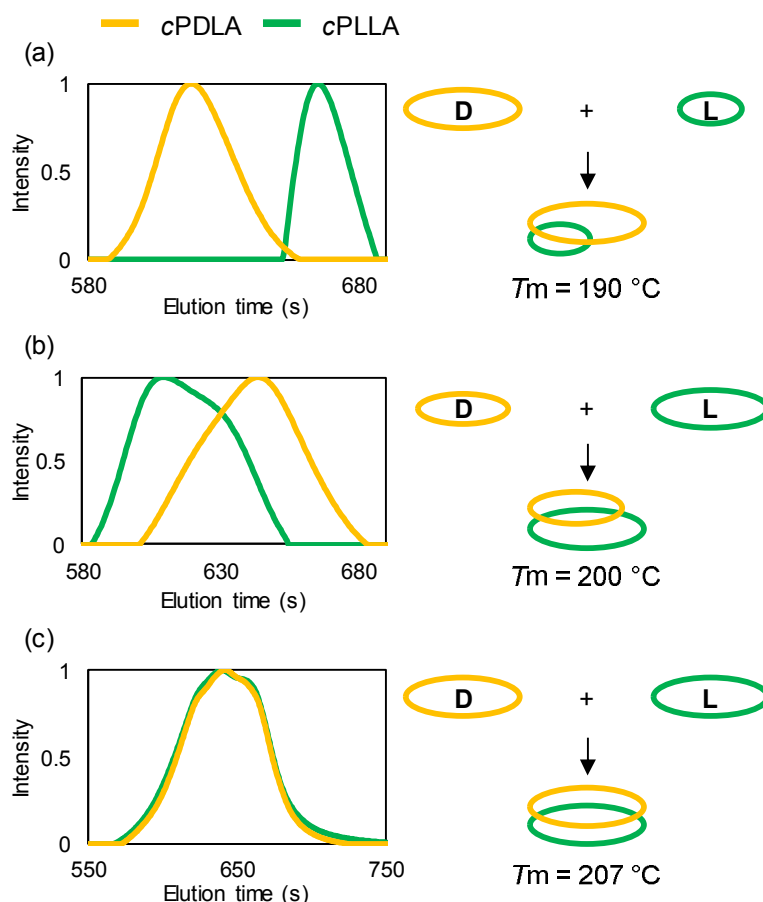 cPDLA cPLLA
(a)
1
0.5
0
Intensity
580 680
Elution time (s)
D + L
Tm = 190 °C
(b)
1
0.5
0
Intensity
580 630 680
Elution time (s)
D + L
Tm = 200 °C
(c)
1
0.5
0
Intensity
550 650 750
Elution time (s)
D + L
Tm = 207 °C